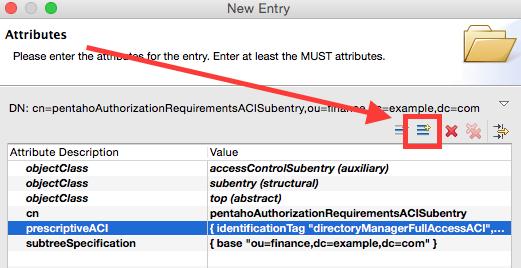 New Entry
Attributes
Please enter the attributes for the entry. Enter at least the MUST attributes.
DN: cn=pentahoAuthorizationRequirementsACISubentry,ou=finance,dc=example,dc=com
Attribute Description Value
objectClass accessControlSubentry (auxiliary)
objectClass subentry (structural)
objectClass top (abstract)
cn pentahoAuthorizationRequirementsACISubentry
prescriptiveACI { identificationTag "directoryManagerFullAccessACI",...
subtreeSpecification { base "ou=finance,dc=example,dc=com" }